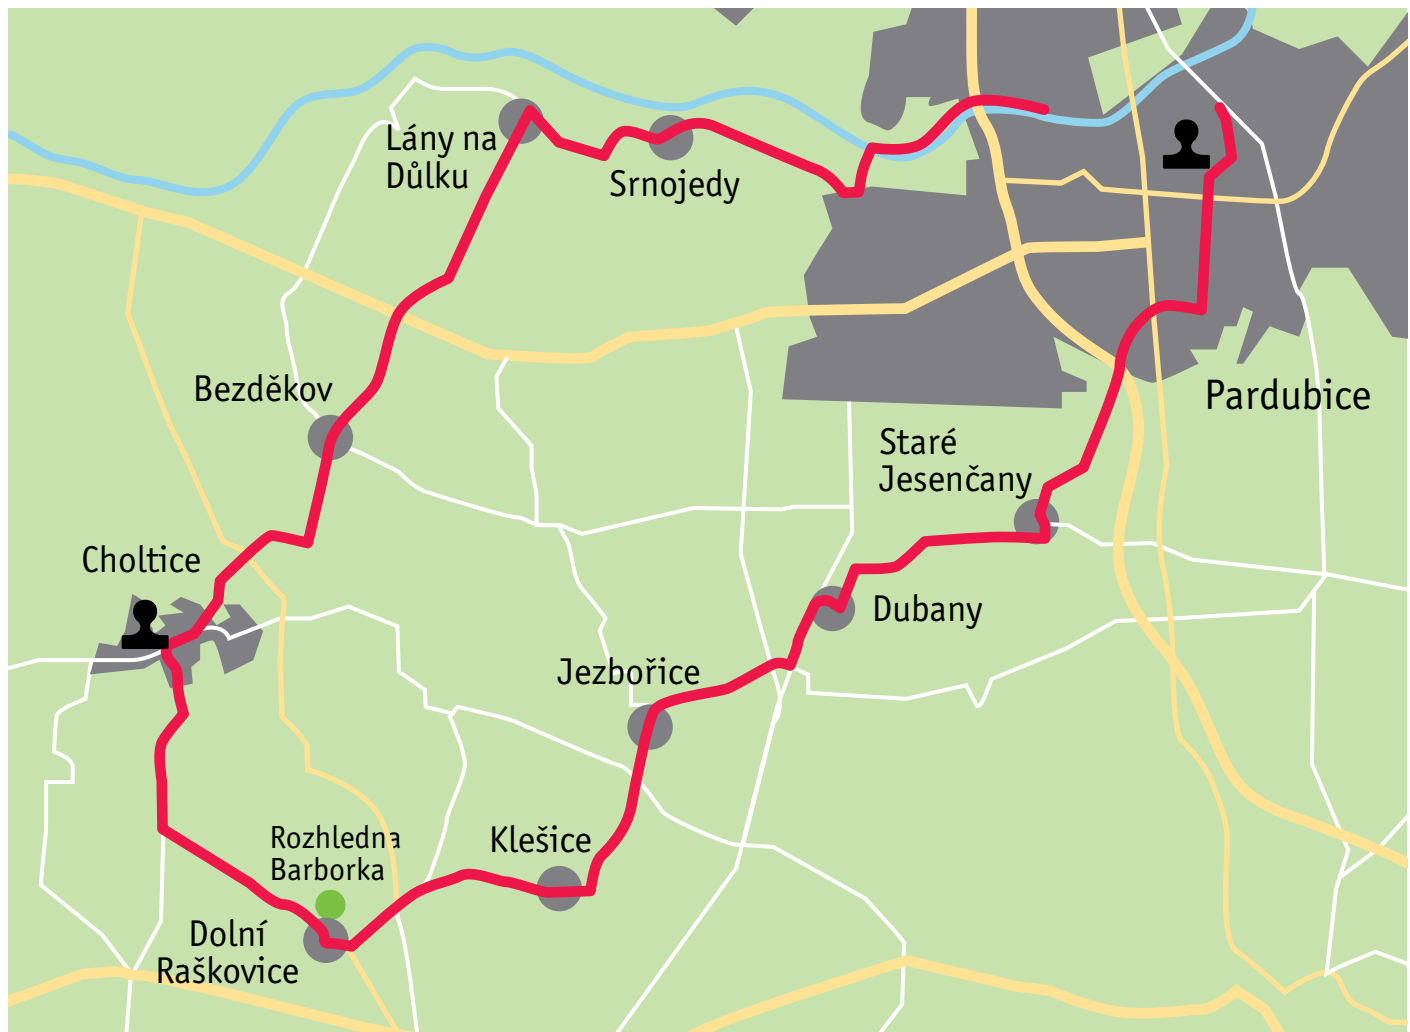 Lány na
Důlku
Srnojedy
Bezděkov
Pardubice
Staré
Jesenčany
Choltice
Dubany
Jezbořice
Rozhledna
Barborka
Klešice
Dolní
Raškovice